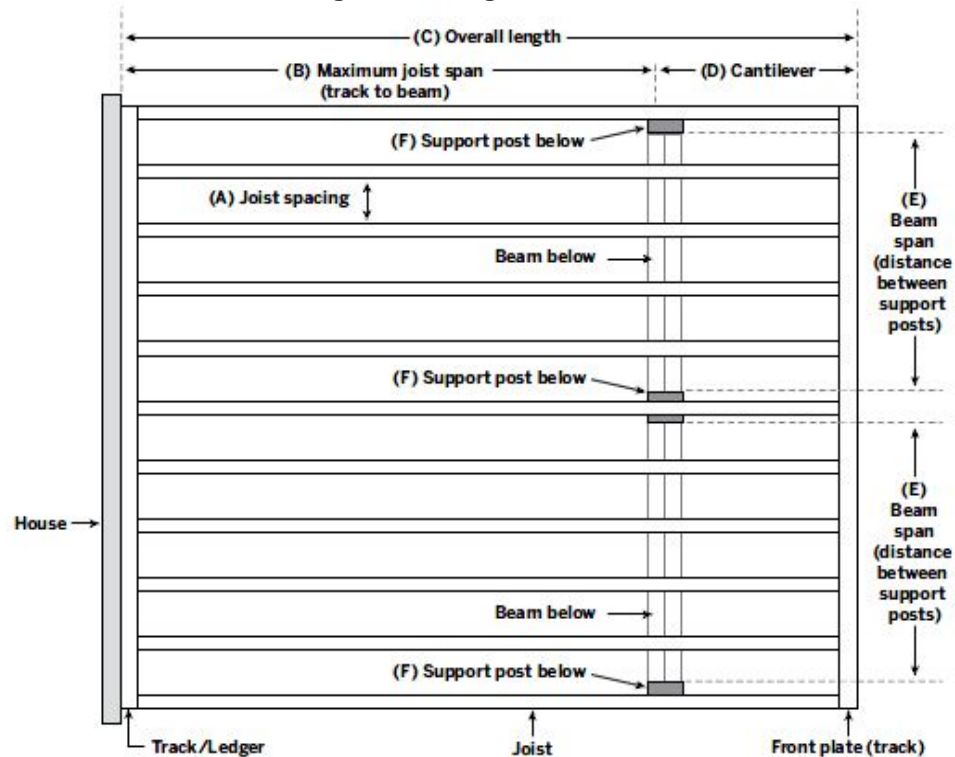 (C) Overall length
(B) Maximum joist span
(track to beam)
(D) Cantilever
(F) Support post below
(A) Joist spacing
(E)
Beam
span
(distance
between
support
posts)
Beam below
(F) Support post below
(E)
Beam
span
(distance
between
support
posts)
House
Beam below
(F) Support post below
Track/Ledger
Joist
Front plate (track)